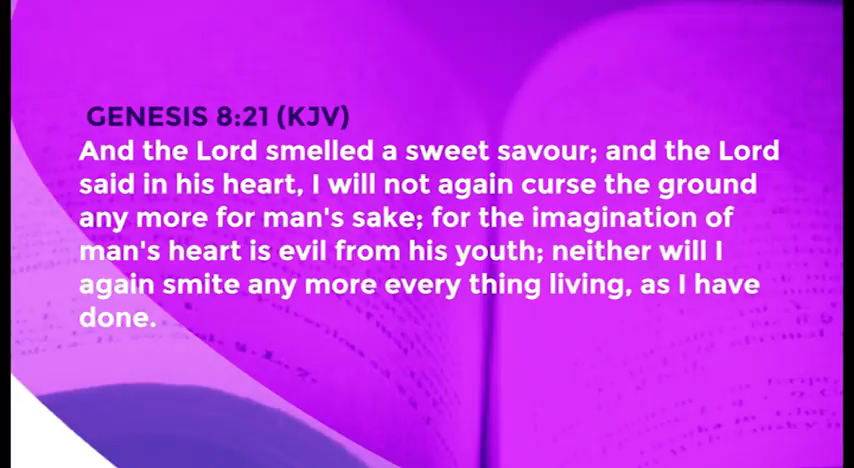 GENESIS 8:21 (KJV)
And the Lord smelled a sweet savour; and the Lord
said in his heart, I will not again curse the ground
any more for man's sake; for the imagination of
man's heart is evil from his youth; neither will I
again smite any more every thing living, as I have
done.